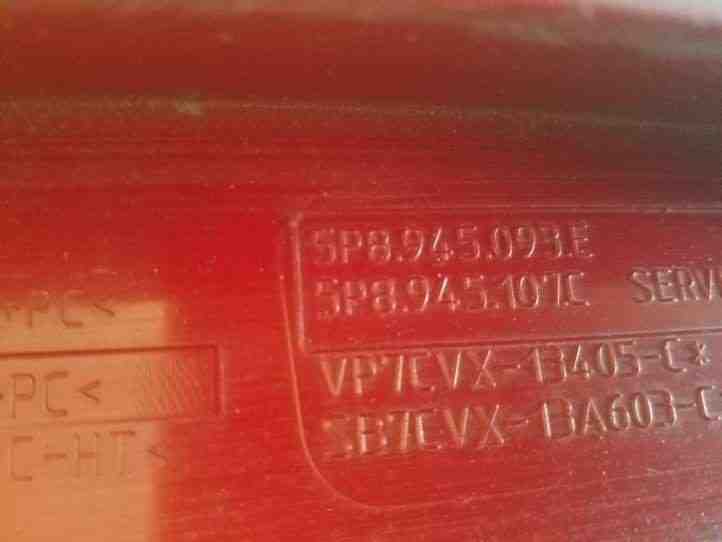 5P8.945.093.E
5P8.945.107.C SERV
+PC<
VP7CVX-13405-C*
-PC<
SB7CVX-13A603-C
C-HT<